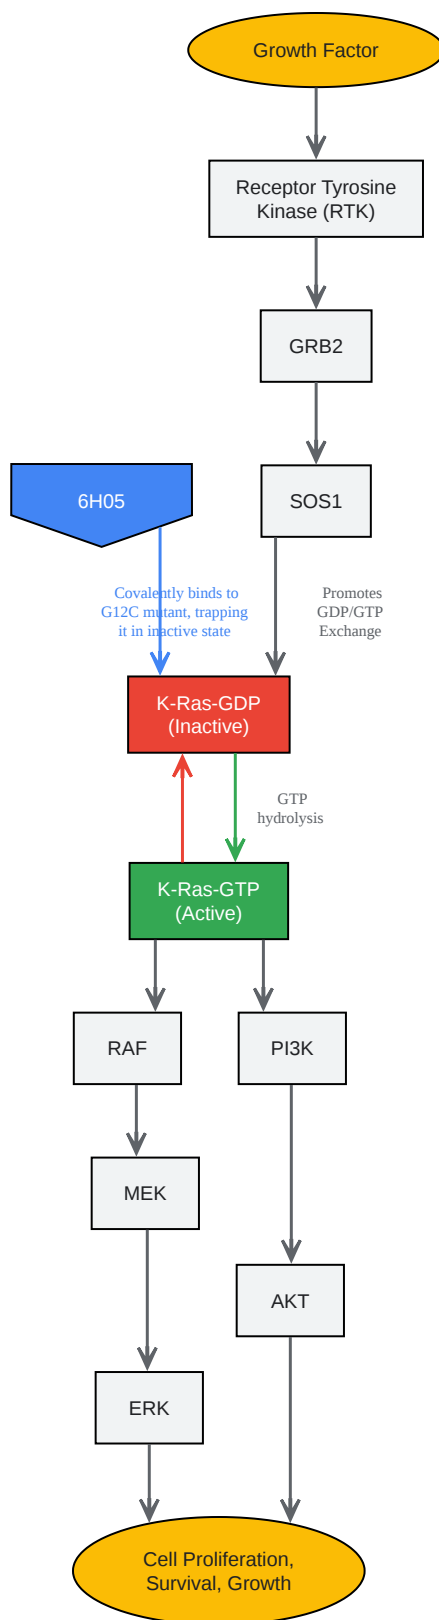 Growth Factor
Receptor Tyrosine
Kinase (RTK)
GRB2
6H05
SOS1
Covalently binds to
G12C mutant, trapping
it in inactive state
Promotes
GDP/GTP
Exchange
K-Ras-GDP
(Inactive)
GTP
hydrolysis
K-Ras-GTP
(Active)
RAF
PI3K
MEK
AKT
ERK
Cell Proliferation,
Survival, Growth